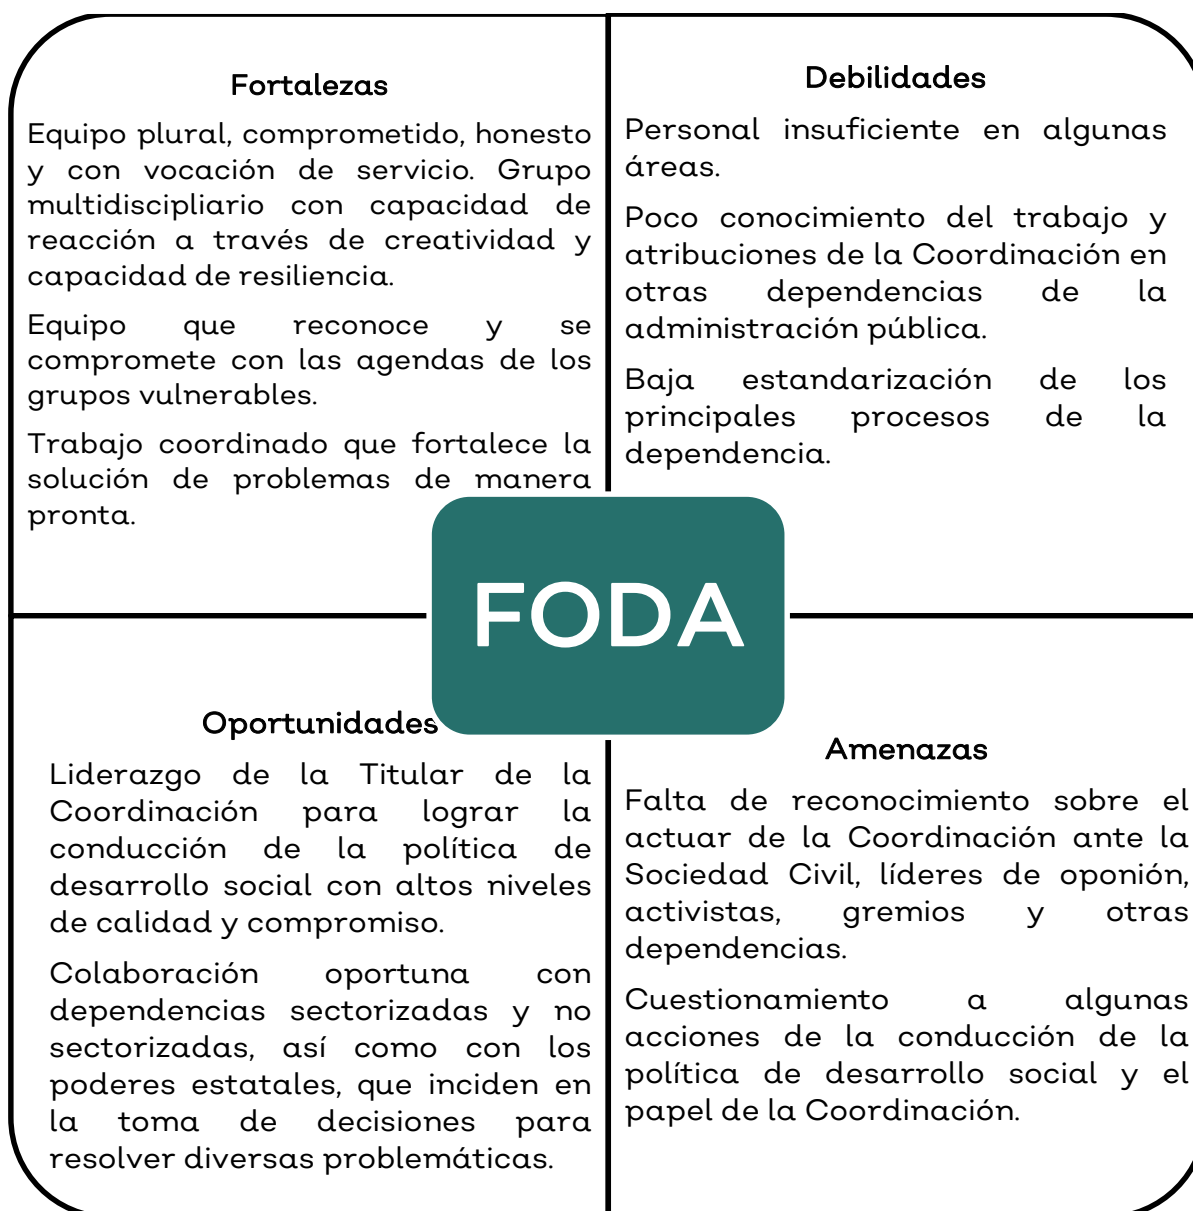 Fortalezas
Equipo plural, comprometido, honesto
y con vocación de servicio. Grupo
multidiscipliario con capacidad de
reacción a través de creatividad y
capacidad de resiliencia.
Equipo que reconoce y se
compromete con las agendas de los
grupos vulnerables.
Trabajo coordinado que fortalece la
solución de problemas de manera
pronta.
Debilidades
Personal insuficiente en algunas
áreas.
Poco conocimiento del trabajo y
atribuciones de la Coordinación en
otras dependencias de la
administración pública.
Baja estandarización de los
principales procesos de la
dependencia.
FODA
Oportunidades
Liderazgo de la Titular de la
Coordinación para lograr la
conducción de la política de
desarrollo social con altos niveles
de calidad y compromiso.
Colaboración oportuna con
dependencias sectorizadas y no
sectorizadas, así como con los
poderes estatales, que inciden en
la toma de decisiones para
resolver diversas problemáticas.
Amenazas
Falta de reconocimiento sobre el
actuar de la Coordinación ante la
Sociedad Civil, líderes de oponión,
activistas, gremios y otras
dependencias.
Cuestionamiento a algunas
acciones de la conducción de la
política de desarrollo social y el
papel de la Coordinación.